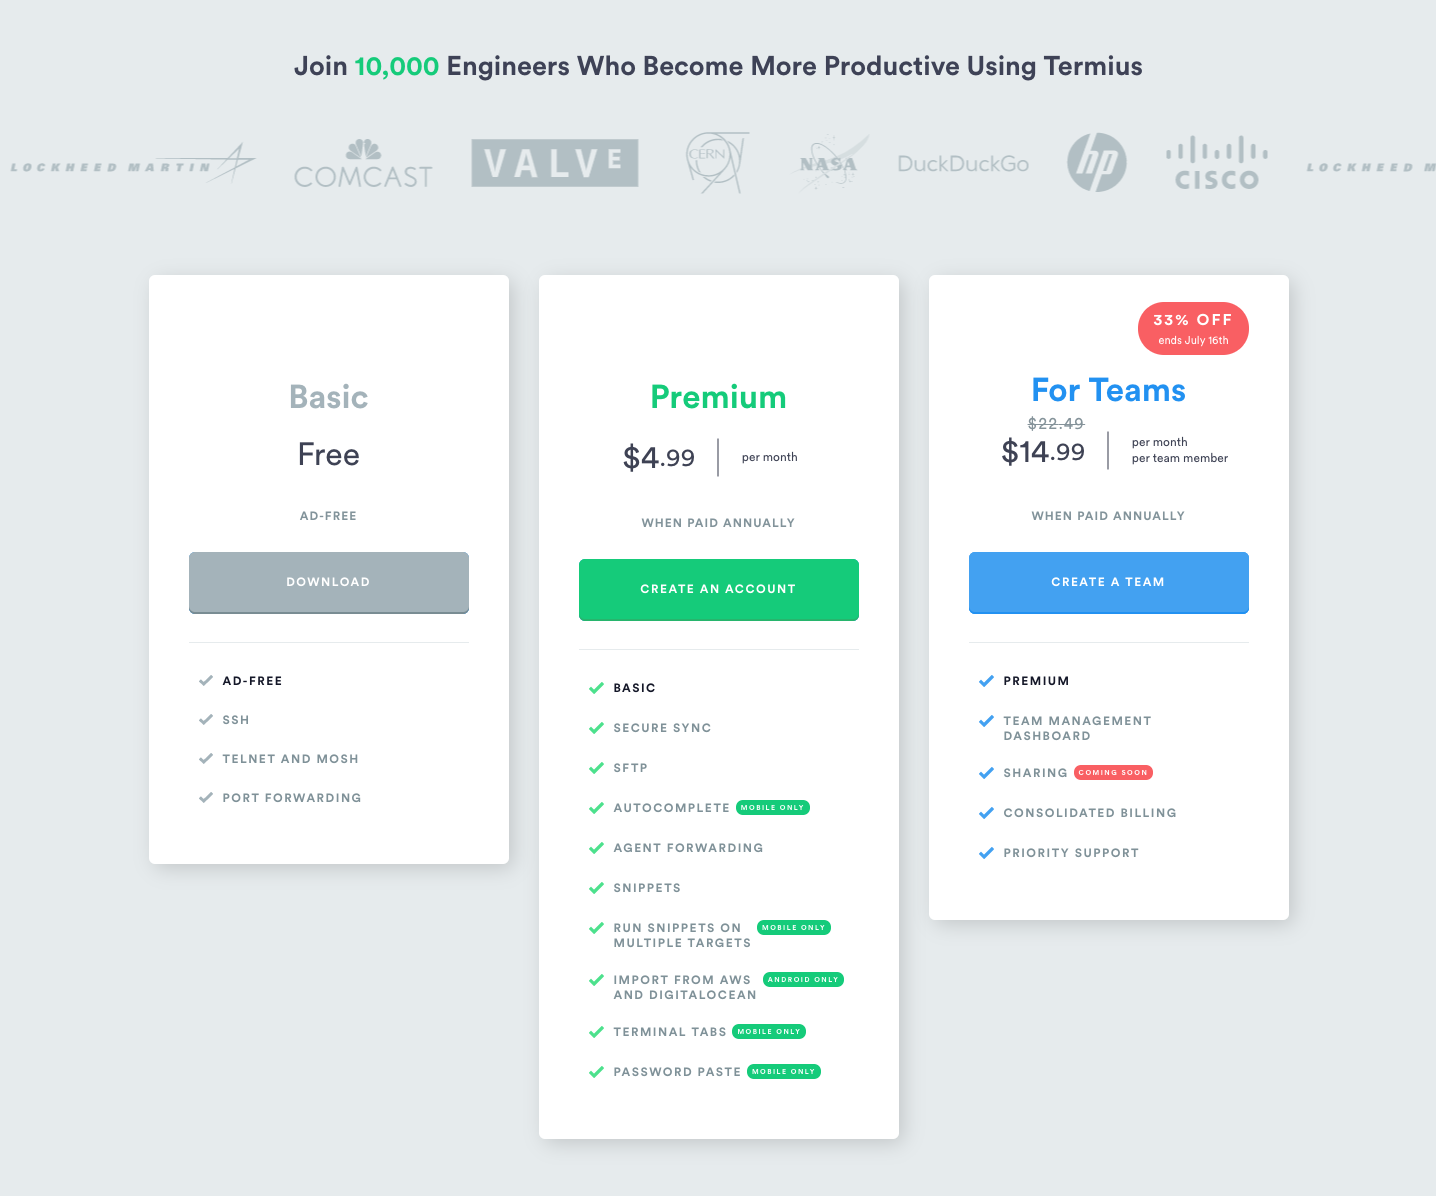 Join 10,000 Engineers Who Become More Productive Using Termius
LOCKHEED MARTIN
COMCAST
VALVE
CERN
NASA
DuckDuckGo
hp
CISCO
LOCKHEED M
Basic
Free
AD-FREE
DOWNLOAD
AD-FREE
SSH
TELNET AND MOSH
PORT FORWARDING
Premium
$4.99
per month
WHEN PAID ANNUALLY
CREATE AN ACCOUNT
BASIC
SECURE SYNC
SFTP
AUTOCOMPLETE MOBILE ONLY
AGENT FORWARDING
SNIPPETS
RUN SNIPPETS ON MOBILE ONLY
MULTIPLE TARGETS
IMPORT FROM AWS ANDROID ONLY
AND DIGITALOCEAN
TERMINAL TABS MOBILE ONLY
PASSWORD PASTE MOBILE ONLY
33% OFF
ends July 16th
For Teams
$22.49
$14.99
per month
per team member
WHEN PAID ANNUALLY
CREATE A TEAM
PREMIUM
TEAM MANAGEMENT
DASHBOARD
SHARING COMING SOON
CONSOLIDATED BILLING
PRIORITY SUPPORT